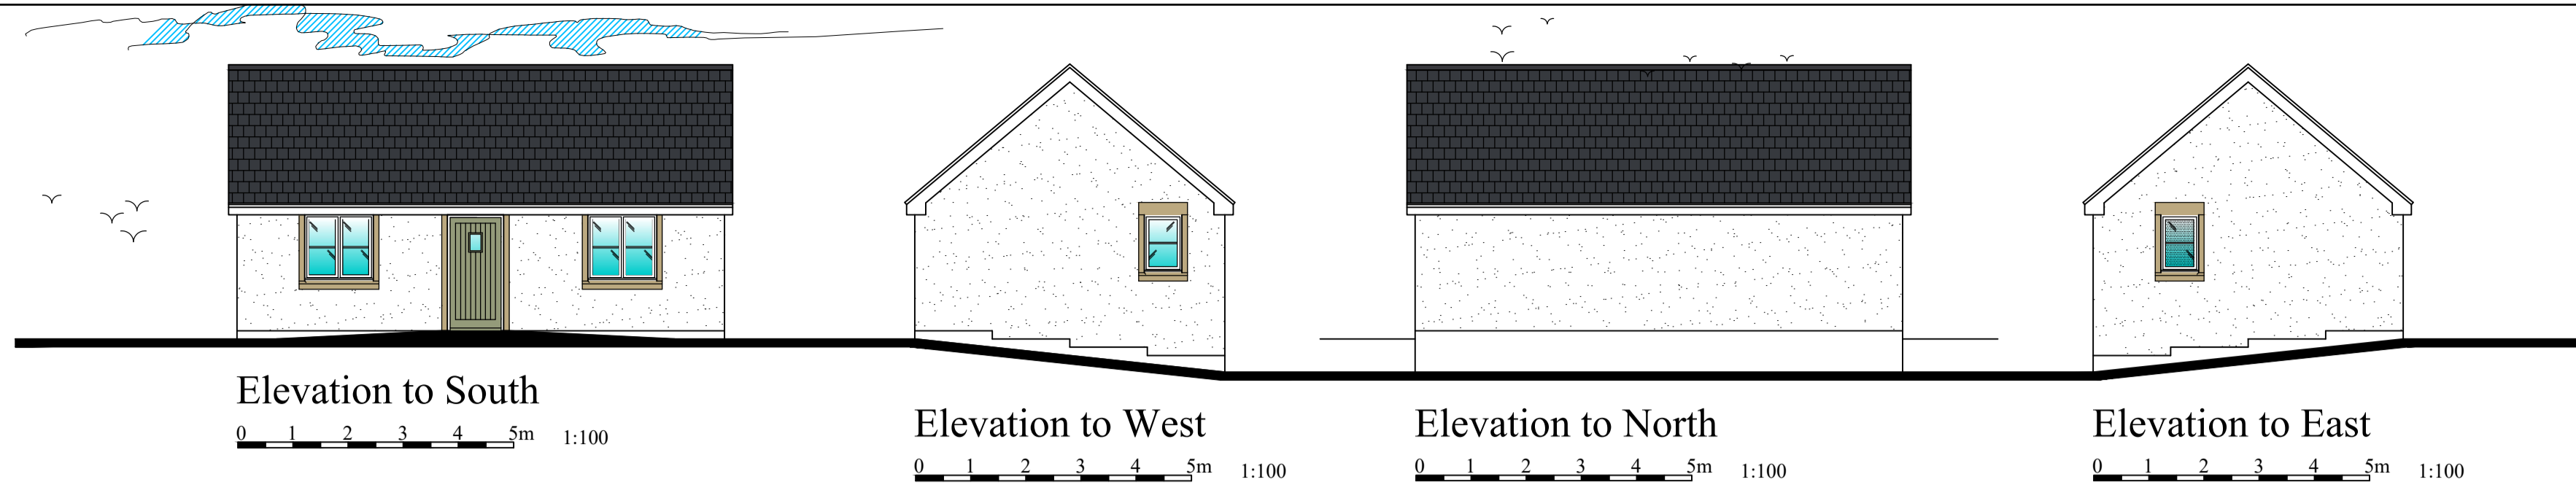 Elevation to South
0 1 2 3 4 5m 1:100
Elevation to West
0 1 2 3 4 5m 1:100
Elevation to North
0 1 2 3 4 5m 1:100
Elevation to East
0 1 2 3 4 5m 1:100